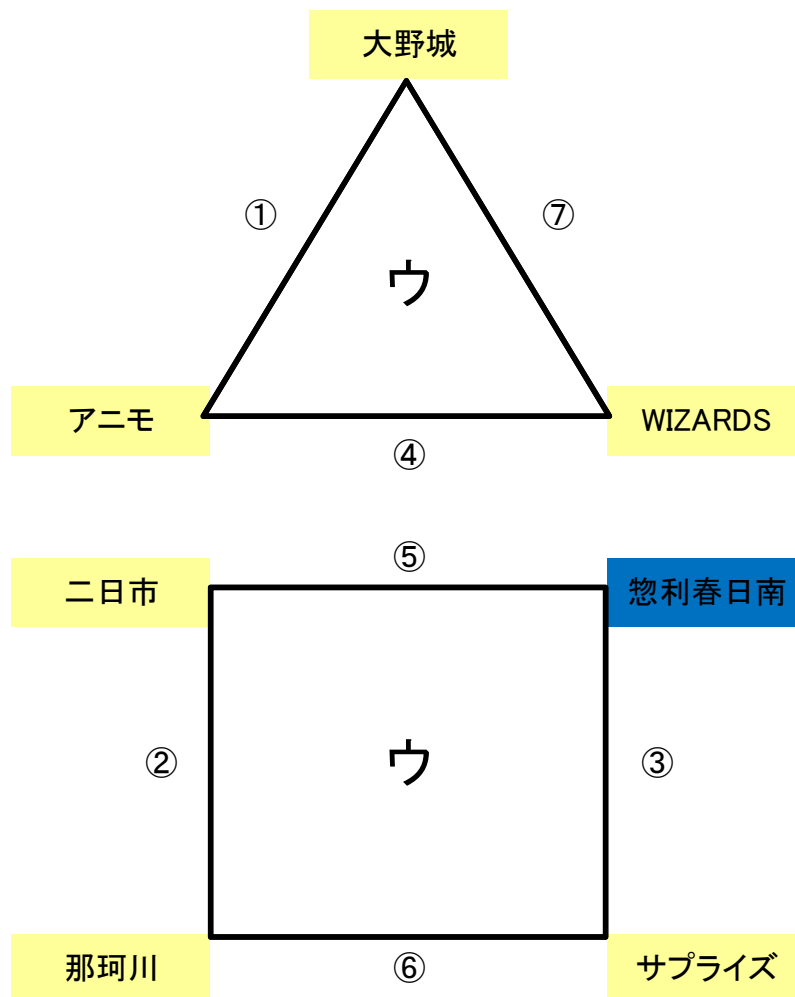 大野城
①
⑦
ウ
アニモ
WIZARDS
④
⑤
二日市
惣利春日南
②
ウ
③
那珂川
⑥
サプライズ